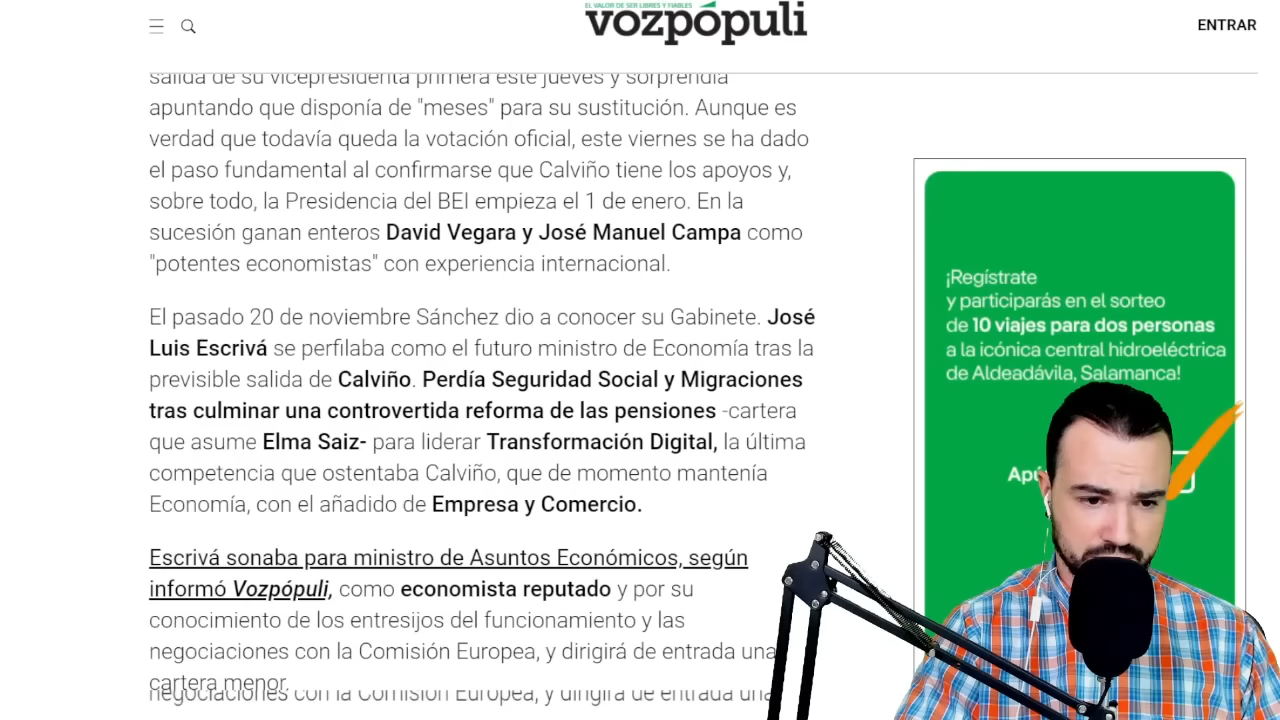 EL VALOR DE SER LIBRES Y FIABLES
vozpópuli
ENTRAR
salida de su vicepresidenta primera este jueves y sorprendía
apuntando que disponía de "meses" para su sustitución. Aunque es
verdad que todavía queda la votación oficial, este viernes se ha dado
el paso fundamental al confirmarse que Calviño tiene los apoyos y,
sobre todo, la Presidencia del BEI empieza el 1 de enero. En la
sucesión ganan enteros David Vegara y José Manuel Campa como
"potentes economistas" con experiencia internacional.
El pasado 20 de noviembre Sánchez dio a conocer su Gabinete. José
Luis Escrivá se perfilaba como el futuro ministro de Economía tras la
previsible salida de Calviño. Perdía Seguridad Social y Migraciones
tras culminar una controvertida reforma de las pensiones -cartera
que asume Elma Saiz- para liderar Transformación Digital, la última
competencia que ostentaba Calviño, que de momento mantenía
Economía, con el añadido de Empresa y Comercio.
Escrivá sonaba para ministro de Asuntos Económicos, según
informó Vozpópuli, como economista reputado y por su
conocimiento de los entresijos del funcionamiento y las
negociaciones con la Comisión Europea, y dirigirá de entrada una
cartera menor.
negociaciones con la Comisión Europea, y dirigirá de entrada una
¡Regístrate
y participarás en el sorteo
de 10 viajes para dos personas
a la icónica central hidroeléctrica
de Aldeadávila, Salamanca!